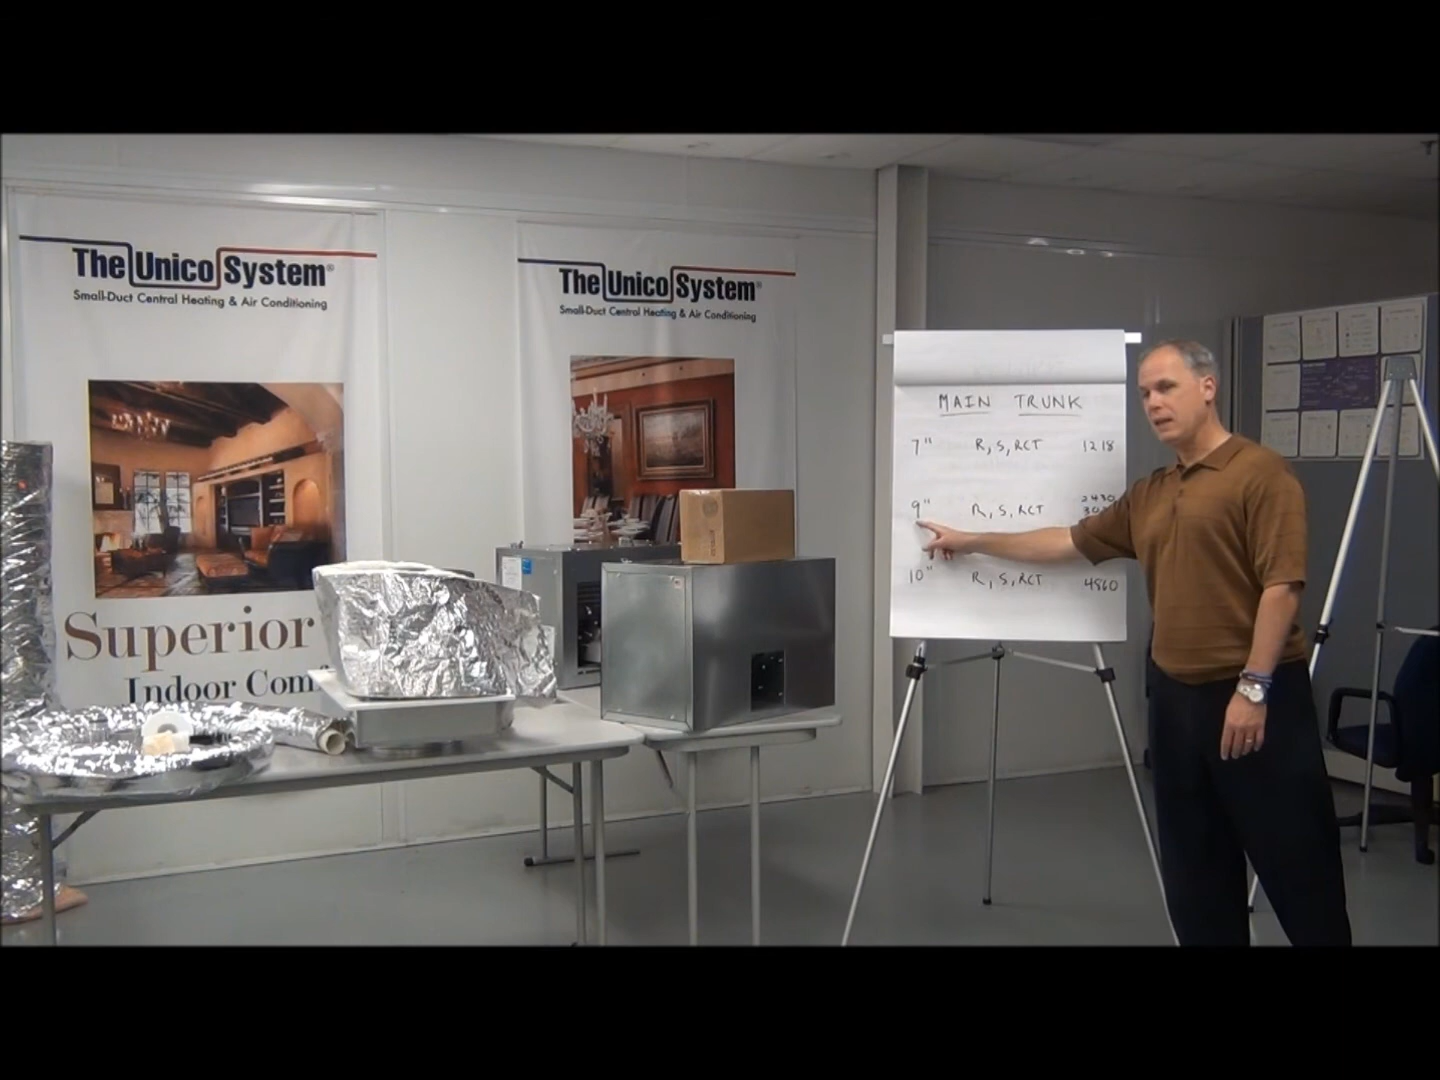 The Unico System®
Small-Duct Central Heating & Air Conditioning
Superior
Indoor
The Unico System®
Small-Duct Central Heating & Air Conditioning
MAIN TRUNK
7" R, S, RCT 1218
9" R, S, RCT 2430
10" R, S, RCT 4860